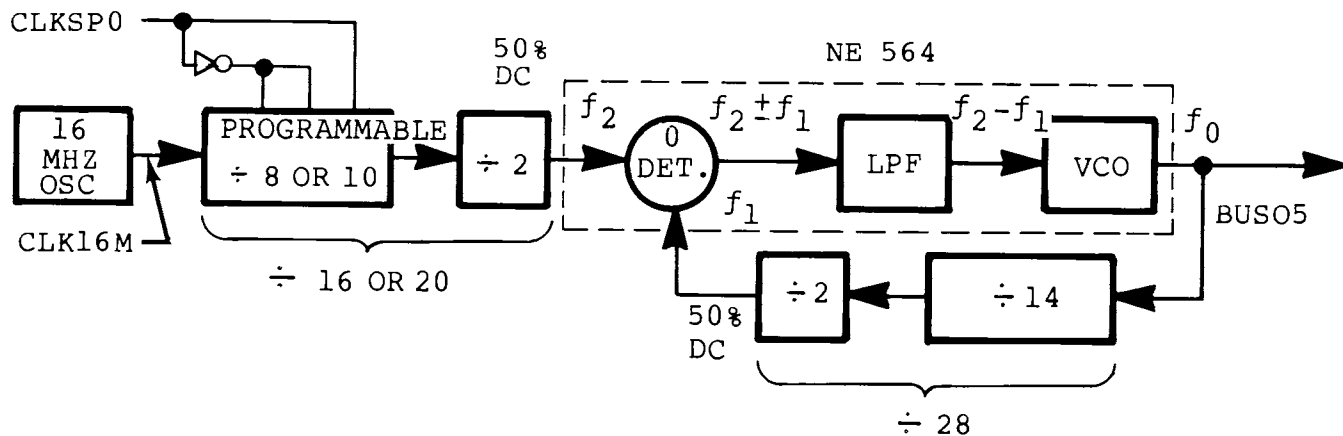 CLKSP0
16
MHZ
OSC
CLK16M
PROGRAMMABLE
÷ 8 OR 10
÷ 16 OR 20
50%
DC
÷ 2
NE 564
f2
0
DET.
f2 ± f1
f1
LPF
f2-f1
VCO
f0
BUSO5
÷2
÷14
50%
DC
÷ 28